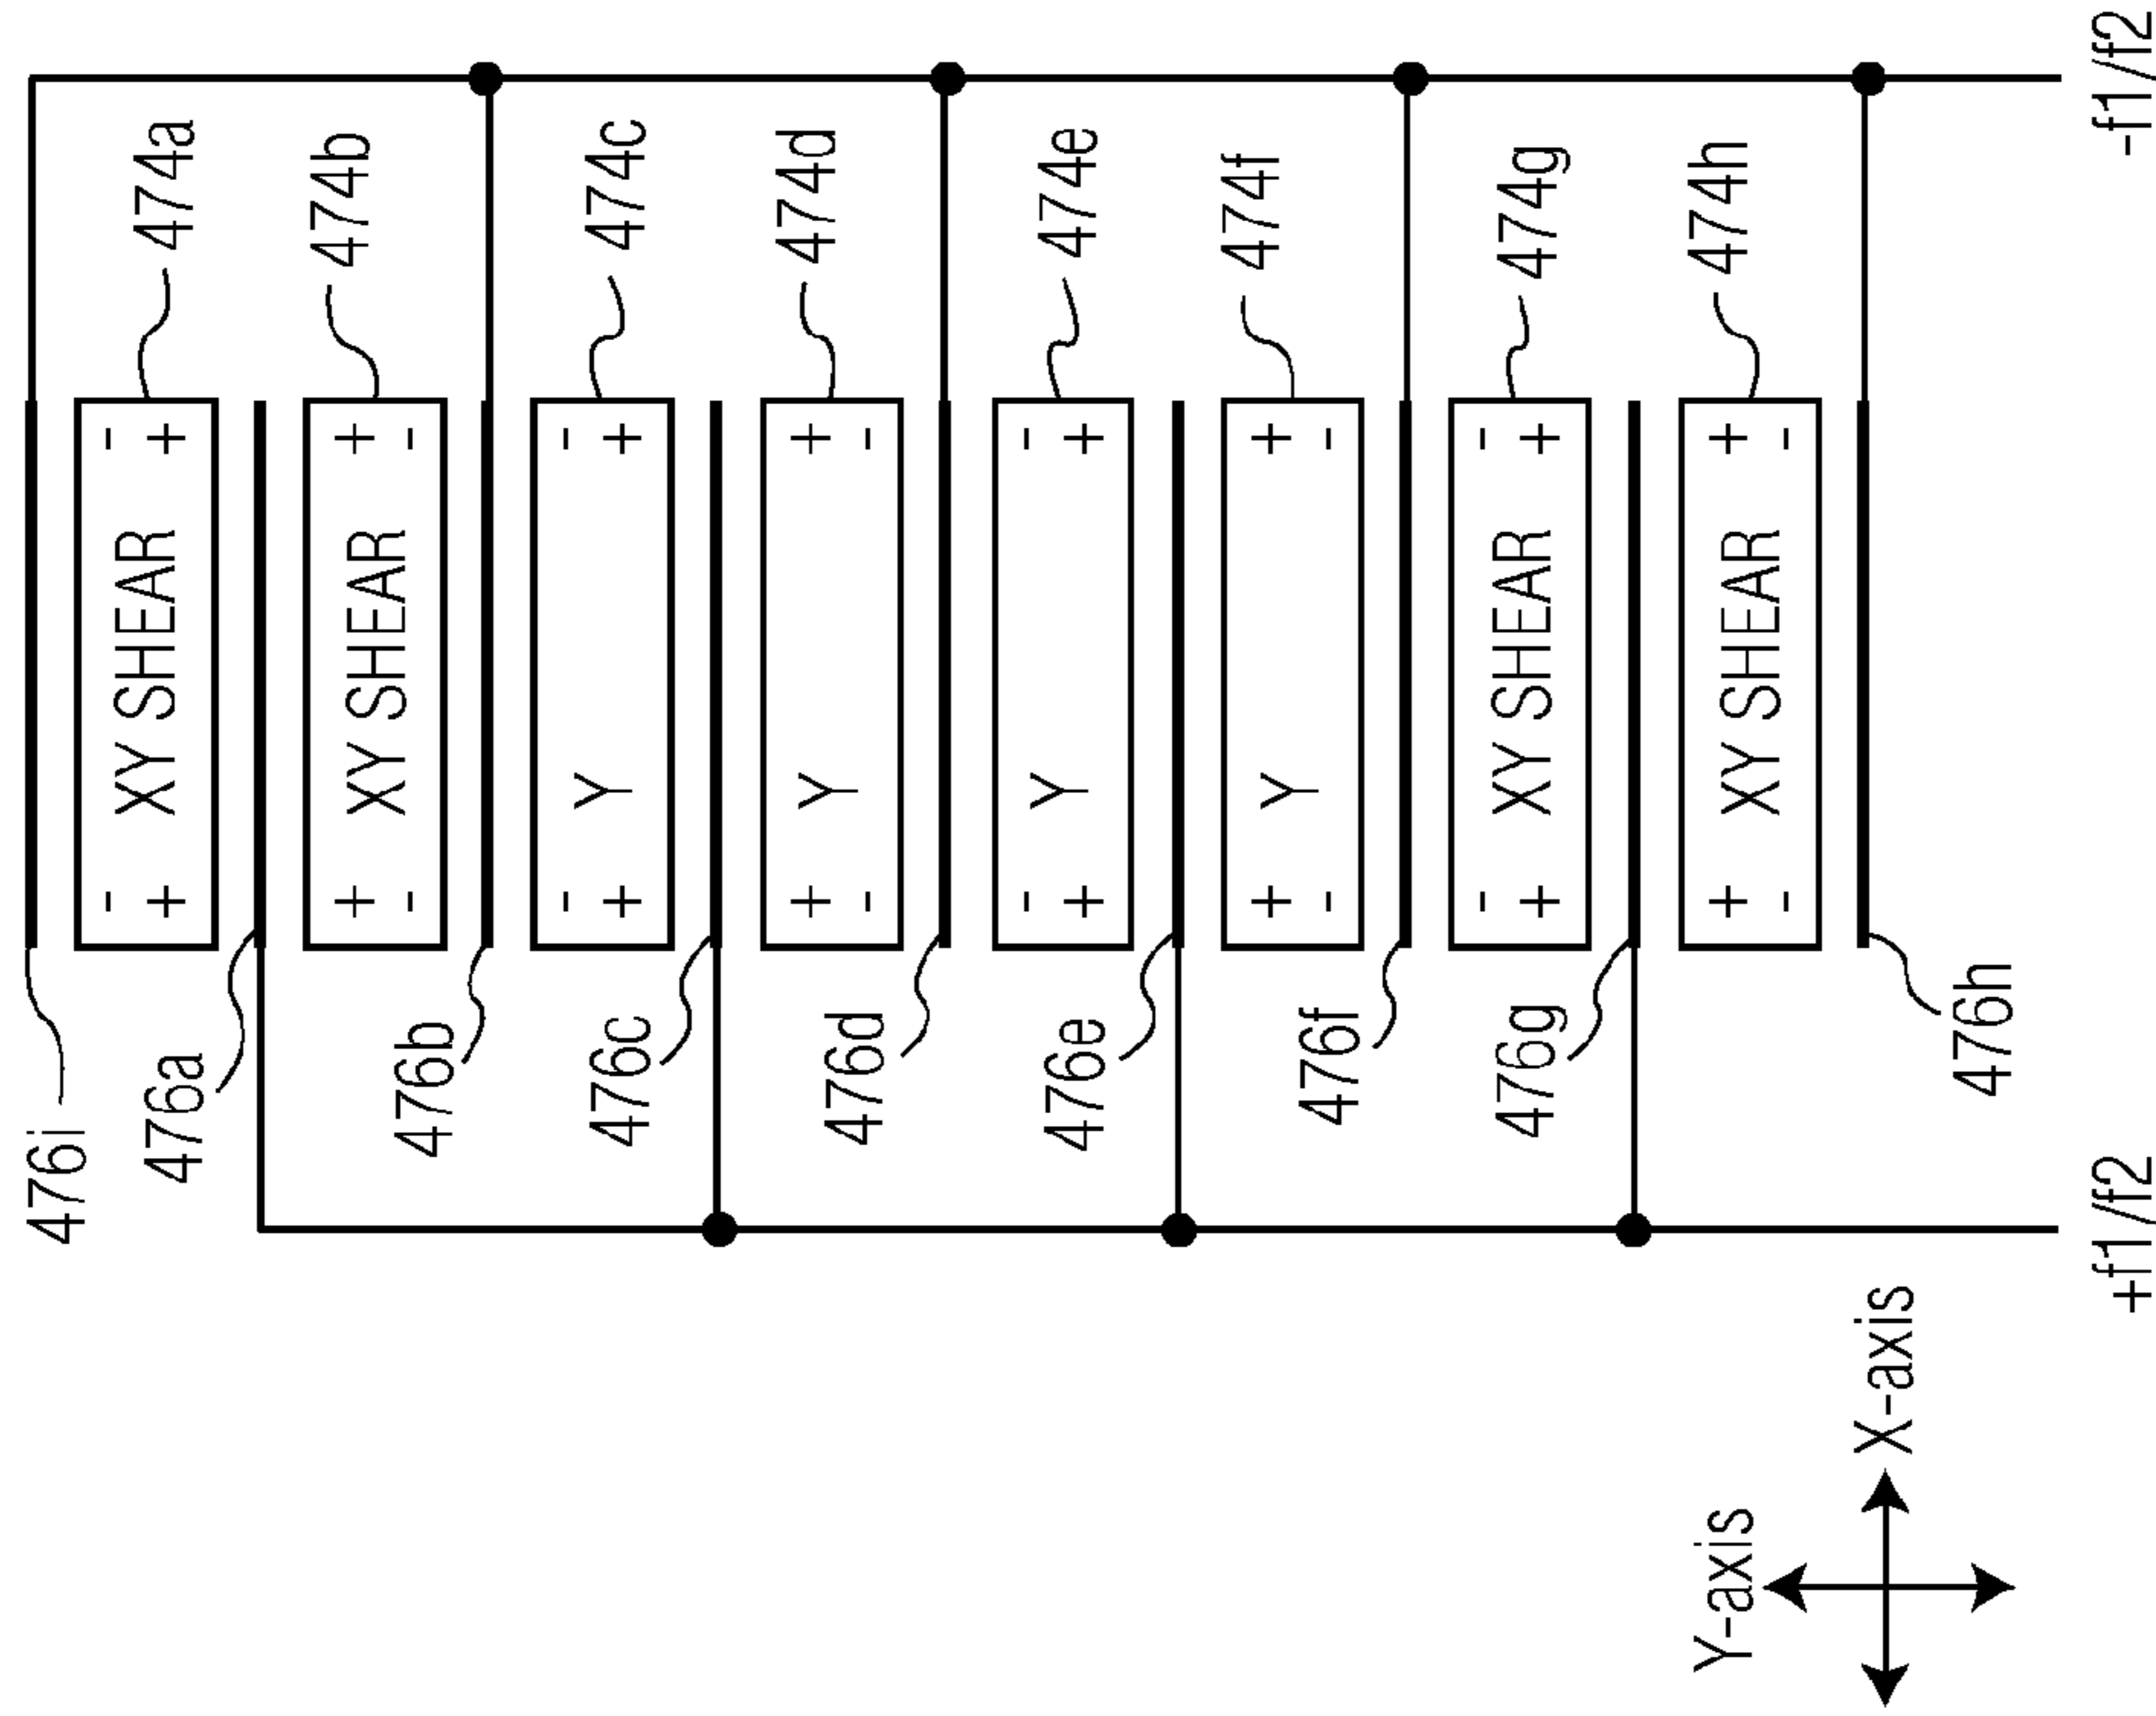 476i
476a
476b
476c
476d
476e
476f
476g
476h
- XY SHEAR -
+ +
+ XY SHEAR +
- -
- -
+ Y +
+ Y +
- -
- -
+ Y +
+ Y +
- -
- XY SHEAR -
+ +
+ XY SHEAR +
- -
474a
474b
474c
474d
474e
474f
474g
474h
Y-axis
X-axis
+f1/f2
-f1/f2